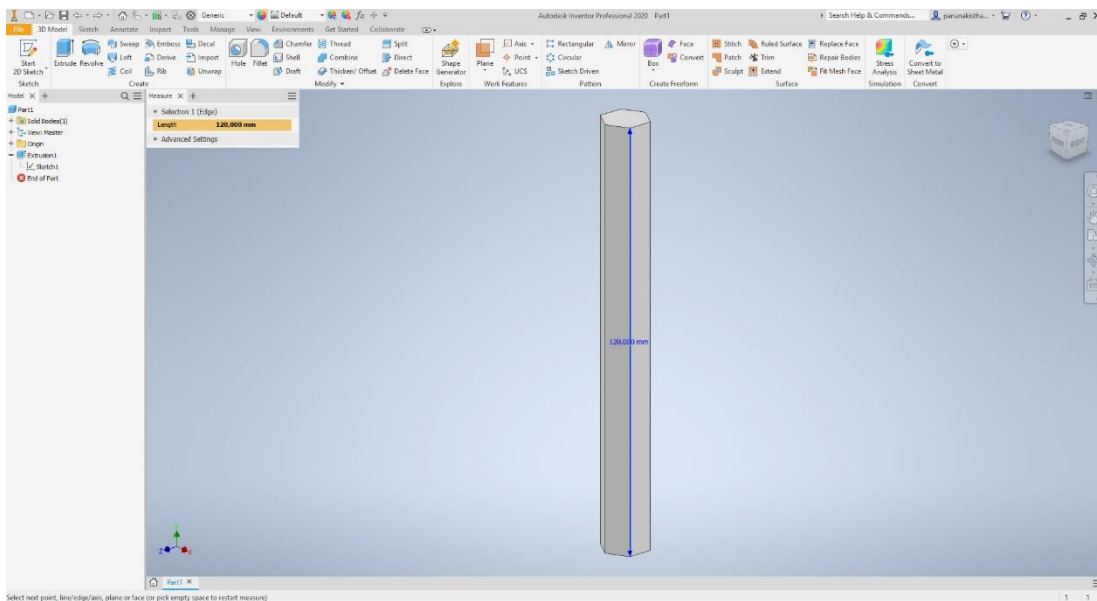 Generic Default Autodesk Inventor Professional 2020 Part1 Search Help & Commands... pananakistha...
File 3D Model Sketch Annotate Inspect Tools Manage View Environments Get Started Collaborate
Start 2D Sketch
Extrude Revolve
Sweep Emboss Decal
Loft Derive Import
Coil Rib Unwrap
Hole Fillet
Chamfer Thread Split
Shell Combine Direct
Draft Thicken/ Offset Delete Face
Shape Generator
Plane
Axis
Point
UCS
Rectangular Mirror
Circular
Sketch Driven
Box
Face
Convert
Stitch Ruled Surface Replace Face
Patch Trim Repair Bodies
Sculpt Extend Fit Mesh Face
Stress Analysis
Convert to Sheet Metal
Sketch Create Modify Explore Work Features Pattern Create Freeform Surface Simulation Convert
Model
Part1
Solid Bodies(1)
View: Master
Origin
Extrusion1
Sketch1
End of Part
Measure
Selection 1 (Edge)
Length 120,000 mm
Advanced Settings
120,000 mm
RIGHT
Y
Z X
Part1
Select next point, line/edge/axis, plane or face (or pick empty space to restart measure) 1 1